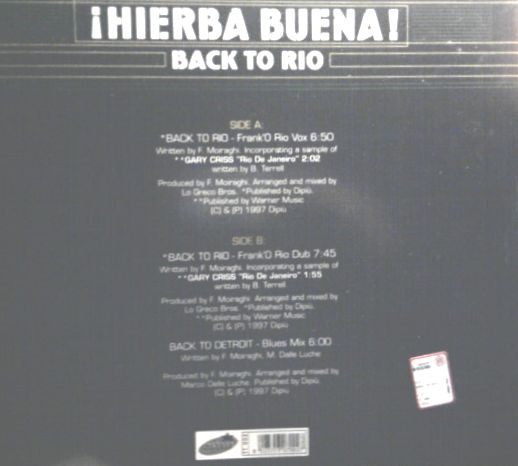 ¡HIERBA BUENA!
BACK TO RIO
SIDE A:
*BACK TO RIO - Frank'O Rio Vox 6:50
Written by F. Moiraghi. Incorporating a sample of
**GARY CRISS "Rio De Janeiro" 2:02
written by B. Terrell
Produced by F. Moiraghi. Arranged and mixed by
Lo Greco Bros. *Published by Dipiù.
**Published by Warner Music
(C) & (P) 1997 Dipiù
SIDE B:
*BACK TO RIO - Frank'O Rio Dub 7:45
Written by F. Moiraghi. Incorporating a sample of
**GARY CRISS "Rio De Janeiro" 1:55
written by B. Terrell
Produced by F. Moiraghi. Arranged and mixed by
Lo Greco Bros. *Published by Dipiù.
**Published by Warner Music
(C) & (P) 1997 Dipiù
BACK TO DETROIT - Blues Mix 6:00
Written by F. Moiraghi, M. Dalle Luche
Produced by F. Moiraghi. Arranged and mixed by
Marco Dalle Luche. Published by Dipiù.
(C) & (P) 1997 Dipiù